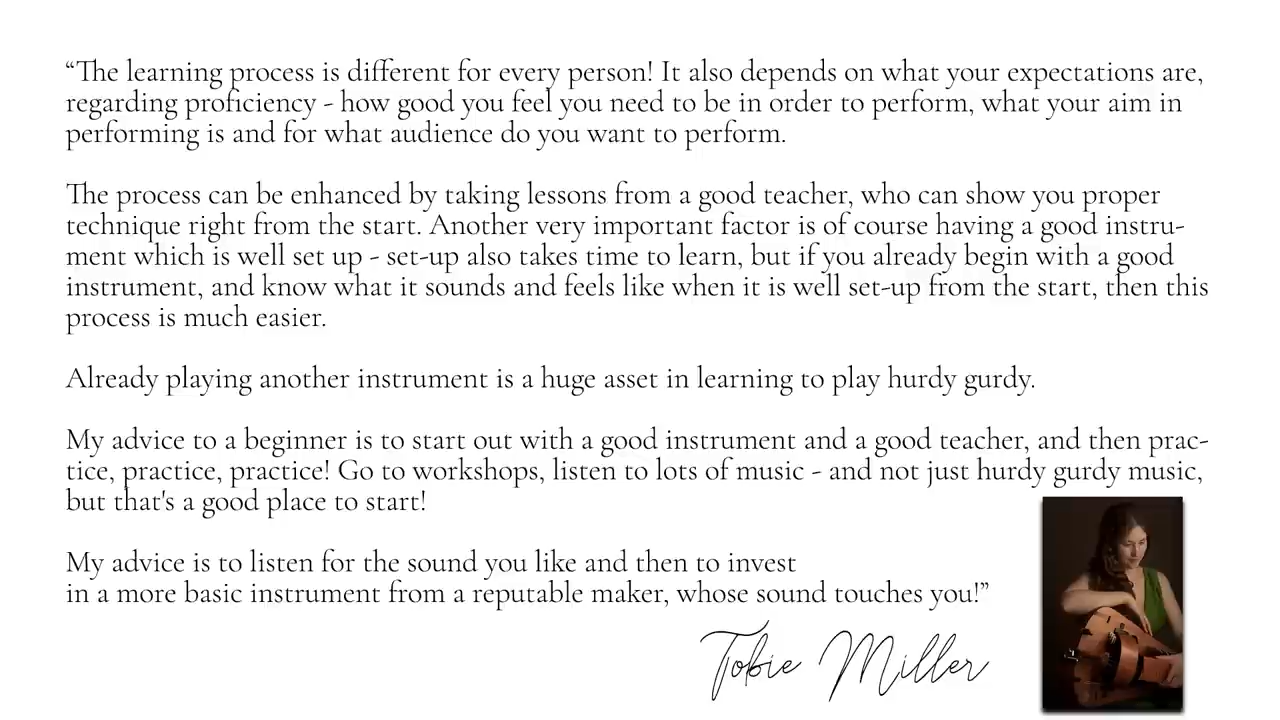 “The learning process is different for every person! It also depends on what your expectations are,
regarding proficiency - how good you feel you need to be in order to perform, what your aim in
performing is and for what audience do you want to perform.
The process can be enhanced by taking lessons from a good teacher, who can show you proper
technique right from the start. Another very important factor is of course having a good instru-
ment which is well set up - set-up also takes time to learn, but if you already begin with a good
instrument, and know what it sounds and feels like when it is well set-up from the start, then this
process is much easier.
Already playing another instrument is a huge asset in learning to play hurdy gurdy.
My advice to a beginner is to start out with a good instrument and a good teacher, and then prac-
tice, practice, practice! Go to workshops, listen to lots of music - and not just hurdy gurdy music,
but that's a good place to start!
My advice is to listen for the sound you like and then to invest
in a more basic instrument from a reputable maker, whose sound touches you!”
Tobie Miller